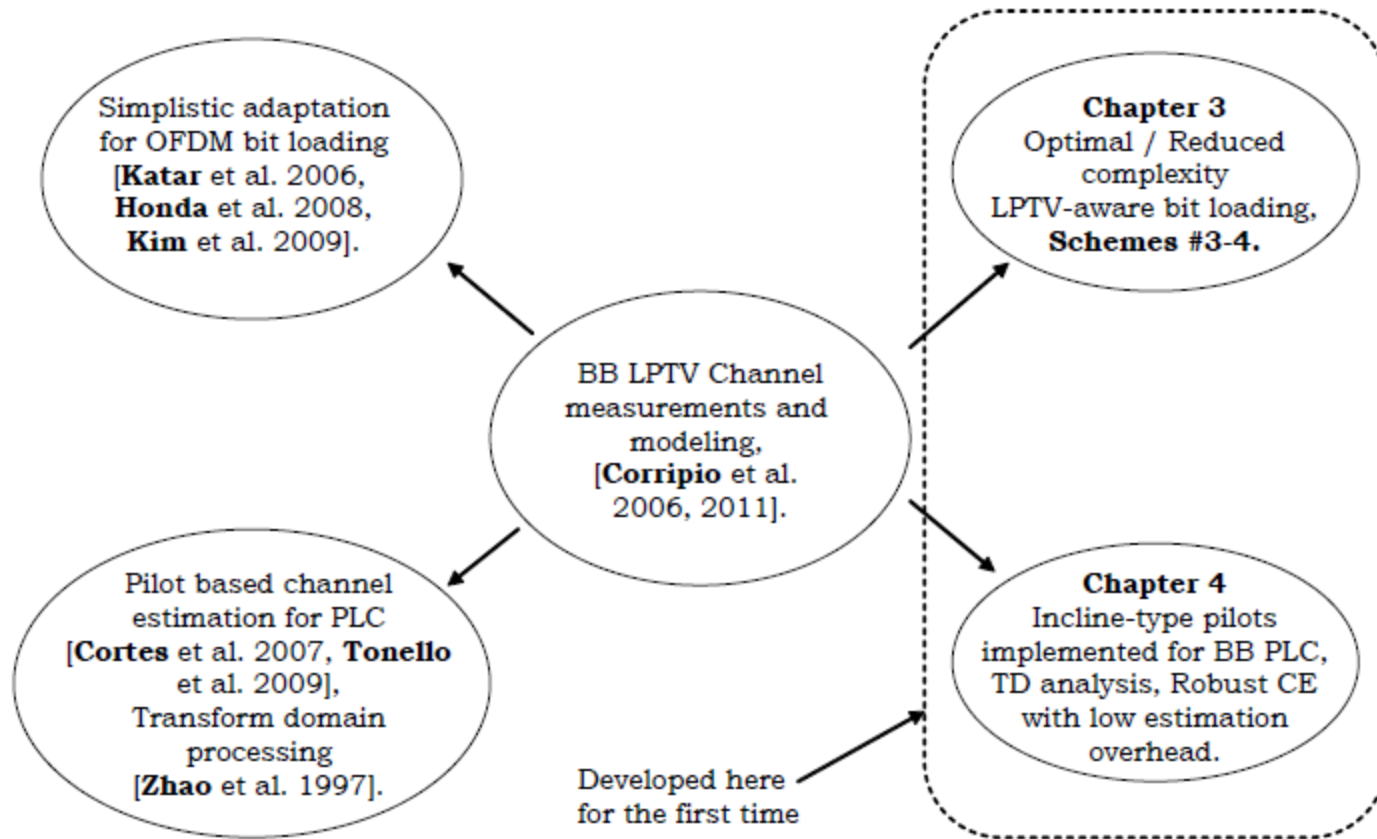 Simplistic adaptation
for OFDM bit loading
[Katar et al. 2006,
Honda et al. 2008,
Kim et al. 2009].
Chapter 3
Optimal / Reduced
complexity
LPTV-aware bit loading,
Schemes #3-4.
BB LPTV Channel
measurements and
modeling,
[Corripio et al.
2006, 2011].
Pilot based channel
estimation for PLC
[Cortes et al. 2007, Tonello
et al. 2009],
Transform domain
processing
[Zhao et al. 1997].
Chapter 4
Incline-type pilots
implemented for BB PLC,
TD analysis, Robust CE
with low estimation
overhead.
Developed here
for the first time